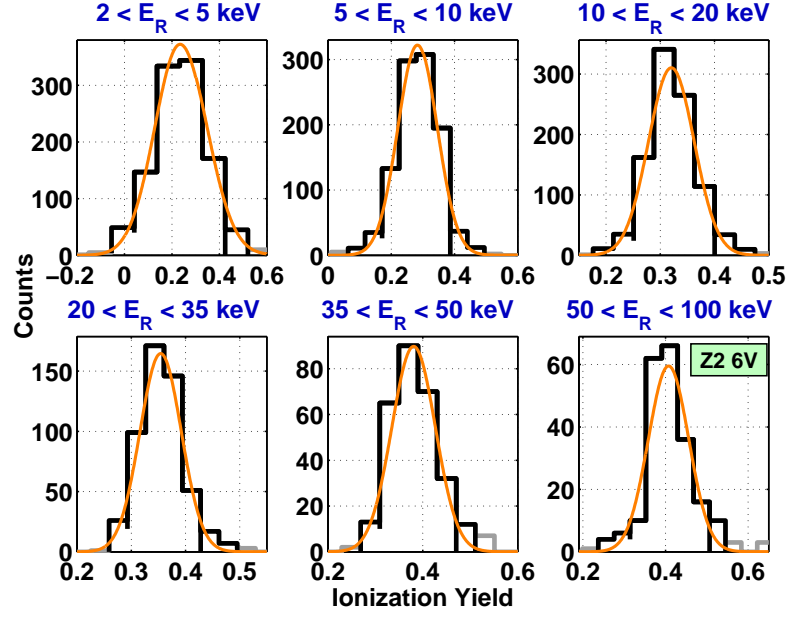 2 < E_R < 5 keV
5 < E_R < 10 keV
10 < E_R < 20 keV
300
200
100
0
−0.2 0 0.2 0.4 0.6
300
200
100
0
0 0.2 0.4 0.6
300
200
100
0
0.2 0.3 0.4 0.5
Counts
20 < E_R < 35 keV
35 < E_R < 50 keV
50 < E_R < 100 keV
150
100
50
0
0.2 0.3 0.4 0.5
80
60
40
20
0
0.2 0.4 0.6
Z2 6V
60
40
20
0
0.2 0.4 0.6
Ionization Yield